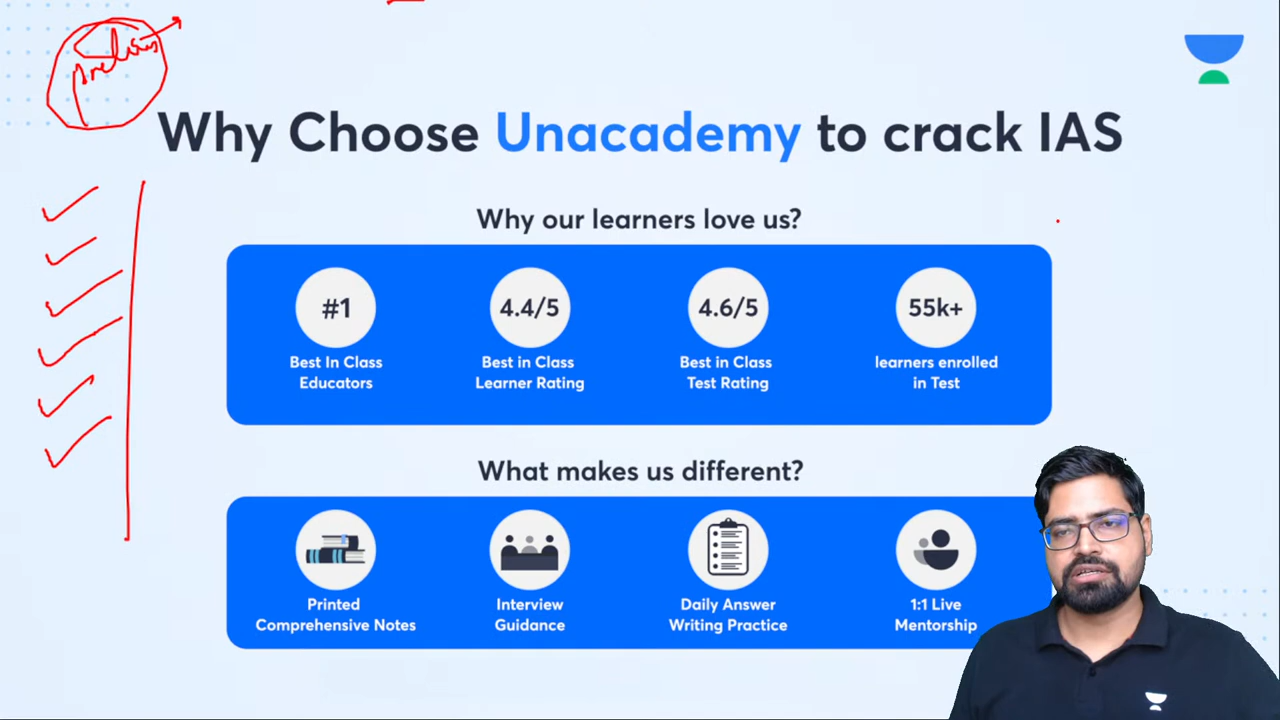 prelims
Why Choose Unacademy to crack IAS
Why our learners love us?
#1
4.4/5
4.6/5
55k+
Best In Class
Educators
Best in Class
Learner Rating
Best in Class
Test Rating
learners enrolled
in Test
What makes us different?
Printed
Comprehensive Notes
Interview
Guidance
Daily Answer
Writing Practice
1:1 Live
Mentorship